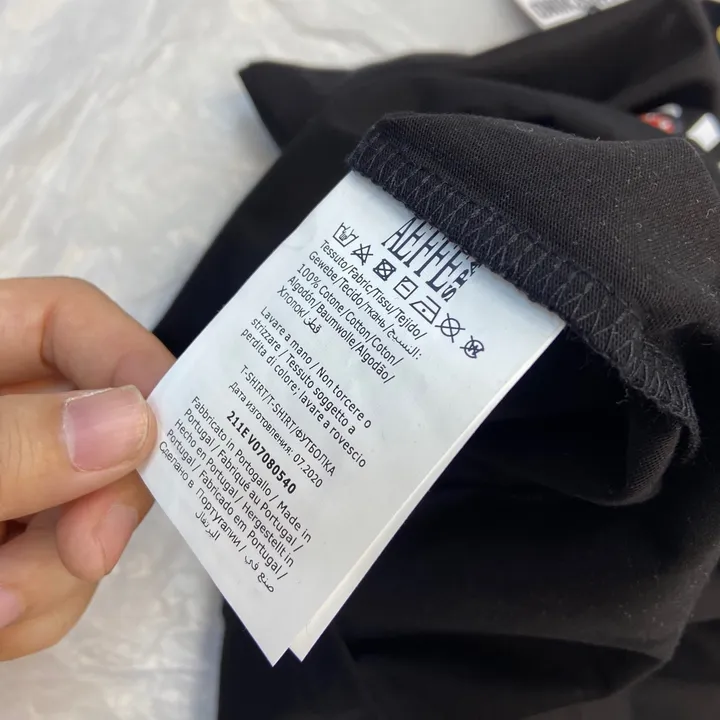 AEFFE
SPA
Tessuto/Fabric/Tissu/Tejido/
Gewebe/Tecido/ткань/النسيج:
100% Cotone/Cotton/Coton/
Algodón/Baumwolle/Algodão/
Хлопок/قطن
Lavare a mano / Non torcere o
strizzare / Tessuto soggetto a
perdita di colore: lavare a rovescio
T-SHIRT/T-SHIRT/ФУТБОЛКА
Дата изготовления: 07.2020
211EV07080540
Fabbricato in Portogallo / Made in
Portugal / Fabriqué au Portugal /
Hecho en Portugal / Hergestellt in
Portugal / Fabricado em Portugal /
Сделано в Португалии / صنع في
البرتغال